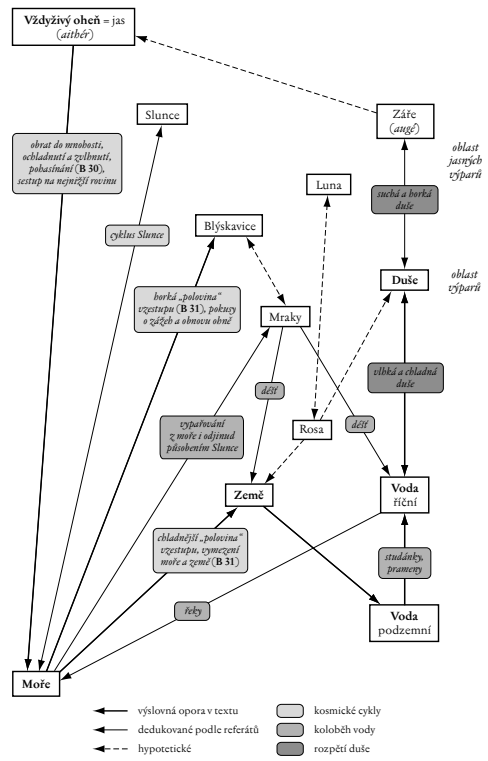 Vždyživý oheň = jas
(aithér)
Slunce
Záře
(augé)
oblast
jasných
výparů
obrat do mnohosti,
ochladnutí a zvlhnutí,
pohasínání (B 30),
sestup na nejnižší rovinu
Luna
suchá a horká
duše
Blýskavice
cyklus Slunce
Duše
oblast
výparů
horká „polovina“
vzestupu (B 31), pokusy
o zážeh a obnovu ohně
Mraky
vlhká a chladná
duše
déšť
vypařování
z moře i odjinud
působením Slunce
Rosa
déšť
Země
Voda
říční
chladnější „polovina“
vzestupu, vymezení
moře a země (B 31)
studánky,
prameny
řeky
Voda
podzemní
Moře
výslovná opora v textu
kosmické cykly
dedukované podle referátů
koloběh vody
hypotetické
rozpětí duše